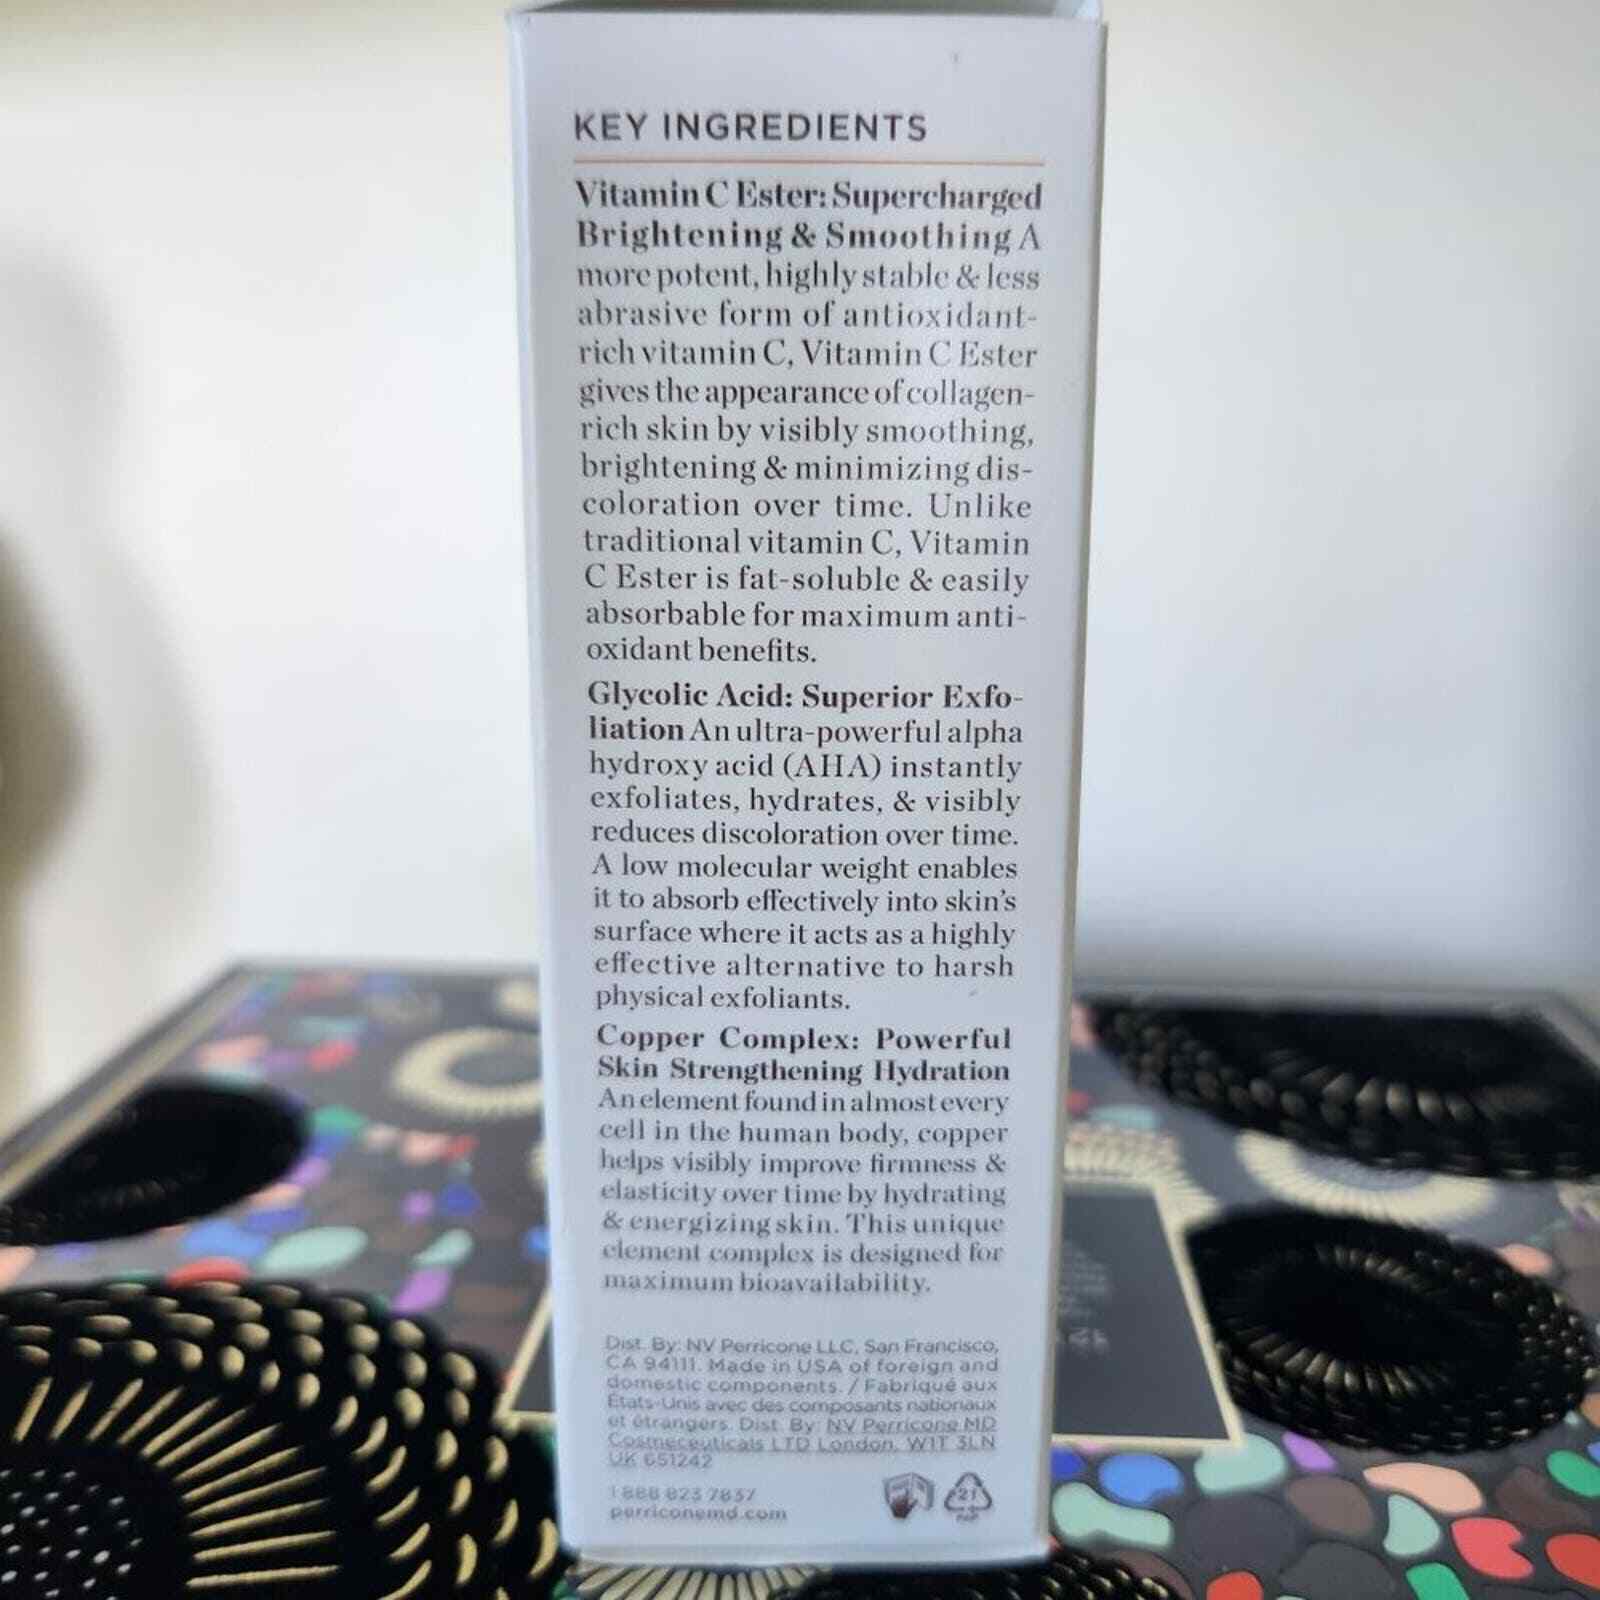 KEY INGREDIENTS
Vitamin C Ester: Supercharged
Brightening & Smoothing A
more potent, highly stable & less
abrasive form of antioxidant-
rich vitamin C, Vitamin C Ester
gives the appearance of collagen-
rich skin by visibly smoothing,
brightening & minimizing dis-
coloration over time. Unlike
traditional vitamin C, Vitamin
C Ester is fat-soluble & easily
absorbable for maximum anti-
oxidant benefits.
Glycolic Acid: Superior Exfo-
liation An ultra-powerful alpha
hydroxy acid (AHA) instantly
exfoliates, hydrates, & visibly
reduces discoloration over time.
A low molecular weight enables
it to absorb effectively into skin's
surface where it acts as a highly
effective alternative to harsh
physical exfoliants.
Copper Complex: Powerful
Skin Strengthening Hydration
An element found in almost every
cell in the human body, copper
helps visibly improve firmness &
elasticity over time by hydrating
& energizing skin. This unique
element complex is designed for
maximum bioavailability.
Dist. By: NV Perricone LLC, San Francisco,
CA 94111. Made in USA of foreign and
domestic components. / Fabriqué aux
États-Unis avec des composants nationaux
et étrangers. Dist. By: NV Perricone MD
Cosmeceuticals LTD London, W1T 3LN
UK 651242
1 888 823 7837
perriconemd.com
21
PAP